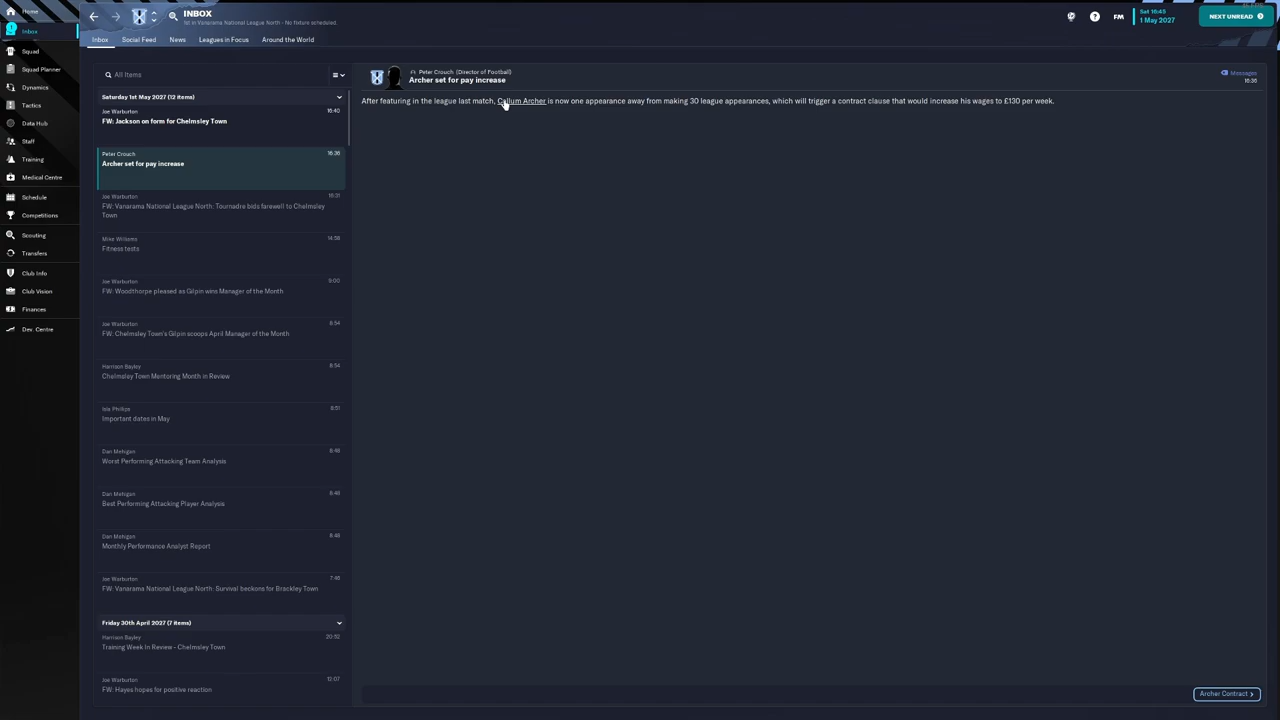 Home
Inbox
Squad
Squad Planner
Dynamics
Tactics
Data Hub
Staff
Training
Medical Centre
Schedule
Competitions
Scouting
Transfers
Club Info
Club Vision
Finances
Dev. Centre
INBOX
1st in Vanarama National League North - No fixture scheduled.
FM
Sat 16:45
1 May 2027
NEXT UNREAD
Inbox
Social Feed
News
Leagues in Focus
Around the World
All Items
Saturday 1st May 2027 (12 items)
Joe Warburton
16:40
FW: Jackson on form for Chelmsley Town
Peter Crouch
16:36
Archer set for pay increase
Joe Warburton
16:31
FW: Vanarama National League North: Tournadre bids farewell to Chelmsley
Town
Mike Williams
14:58
Fitness tests
Joe Warburton
9:00
FW: Woodthorpe pleased as Gilpin wins Manager of the Month
Joe Warburton
8:54
FW: Chelmsley Town's Gilpin scoops April Manager of the Month
Harrison Bayley
8:54
Chelmsley Town Mentoring Month in Review
Isla Phillips
8:51
Important dates in May
Dan Mehigan
8:48
Worst Performing Attacking Team Analysis
Dan Mehigan
8:48
Best Performing Attacking Player Analysis
Dan Mehigan
8:48
Monthly Performance Analyst Report
Joe Warburton
7:46
FW: Vanarama National League North: Survival beckons for Brackley Town
Friday 30th April 2027 (7 items)
Harrison Bayley
20:52
Training Week In Review - Chelmsley Town
Joe Warburton
13:07
FW: Hayes hopes for positive reaction
Peter Crouch (Director of Football)
Archer set for pay increase
Messages
16:36
After featuring in the league last match, Callum Archer is now one appearance away from making 30 league appearances, which will trigger a contract clause that would increase his wages to £130 per week.
Archer Contract